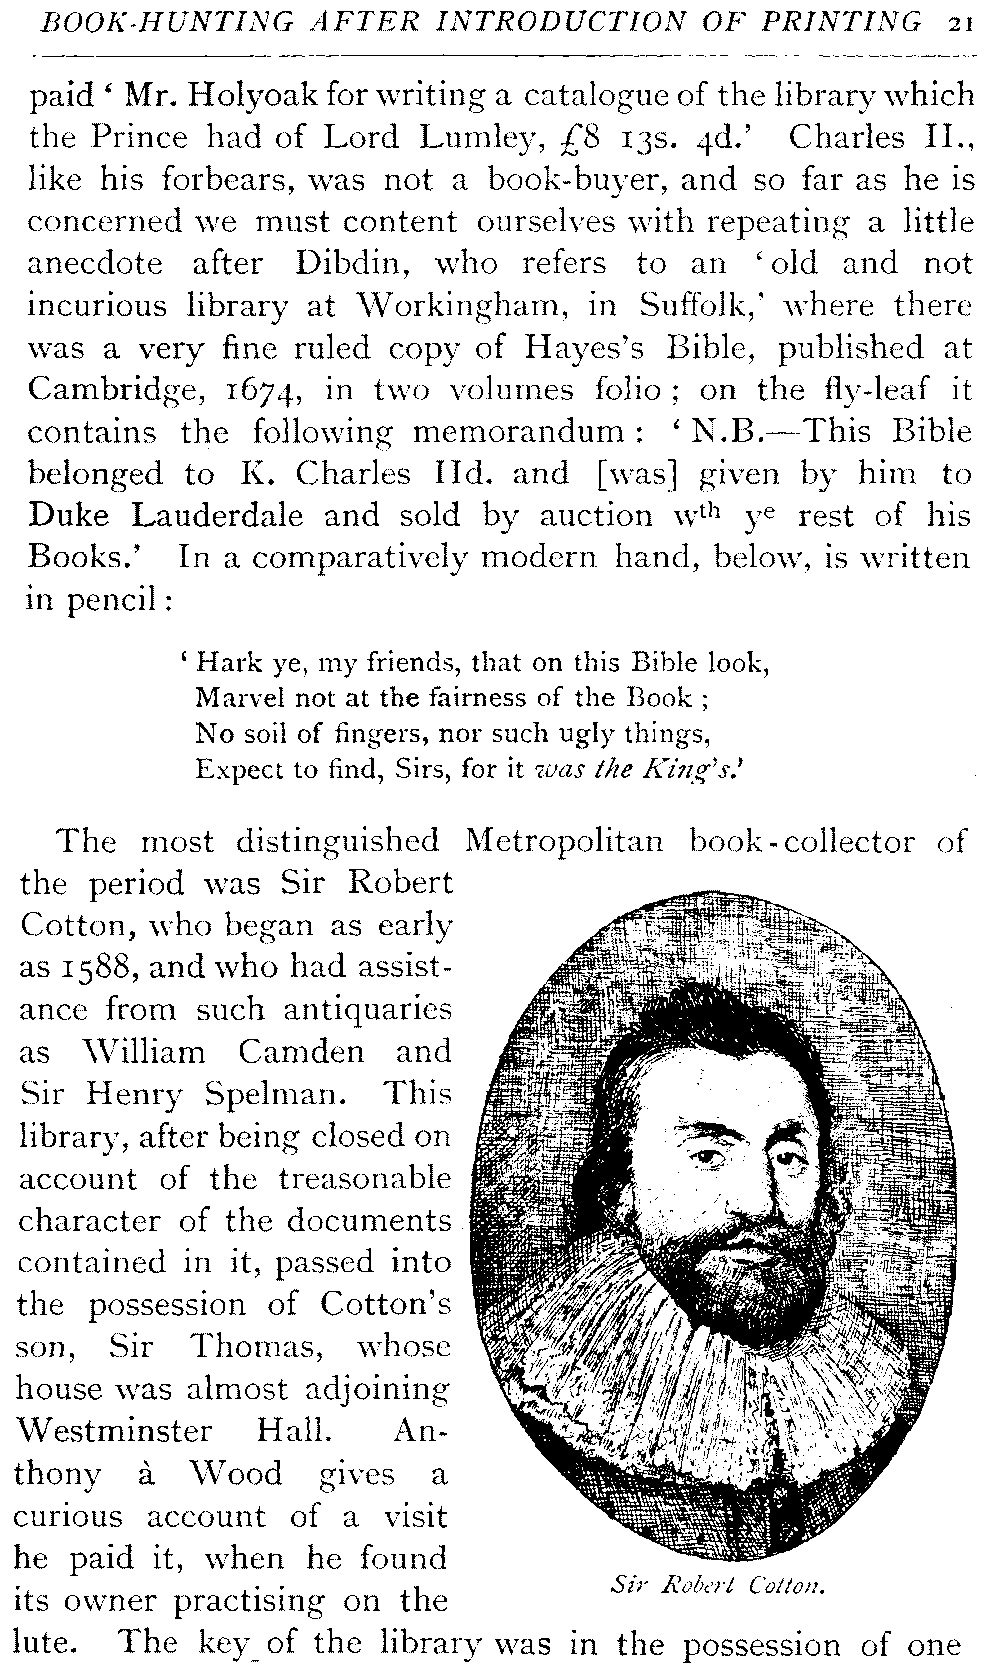 BOOK-HUNTING AFTER INTRODUCTION OF PRINTING 21
paid ‘ Mr. Holyoak for writing a catalogue of the library which
the Prince had of Lord Lumley, £8 13s. 4d.’ Charles II.,
like his forbears, was not a book-buyer, and so far as he is
concerned we must content ourselves with repeating a little
anecdote after Dibdin, who refers to an ‘ old and not
incurious library at Workingham, in Suffolk,’ where there
was a very fine ruled copy of Hayes's Bible, published at
Cambridge, 1674, in two volumes folio ; on the fly-leaf it
contains the following memorandum : ‘ N.B.—This Bible
belonged to K. Charles IId. and [was] given by him to
Duke Lauderdale and sold by auction wth ye rest of his
Books.’ In a comparatively modern hand, below, is written
in pencil :
‘ Hark ye, my friends, that on this Bible look,
Marvel not at the fairness of the Book ;
No soil of fingers, nor such ugly things,
Expect to find, Sirs, for it was the King's.’
The most distinguished Metropolitan book-collector of
the period was Sir Robert
Cotton, who began as early
as 1588, and who had assist-
ance from such antiquaries
as William Camden and
Sir Henry Spelman. This
library, after being closed on
account of the treasonable
character of the documents
contained in it, passed into
the possession of Cotton's
son, Sir Thomas, whose
house was almost adjoining
Westminster Hall. An-
thony à Wood gives a
curious account of a visit
he paid it, when he found
its owner practising on the
lute. The key of the library was in the possession of one
Sir Robert Cotton.